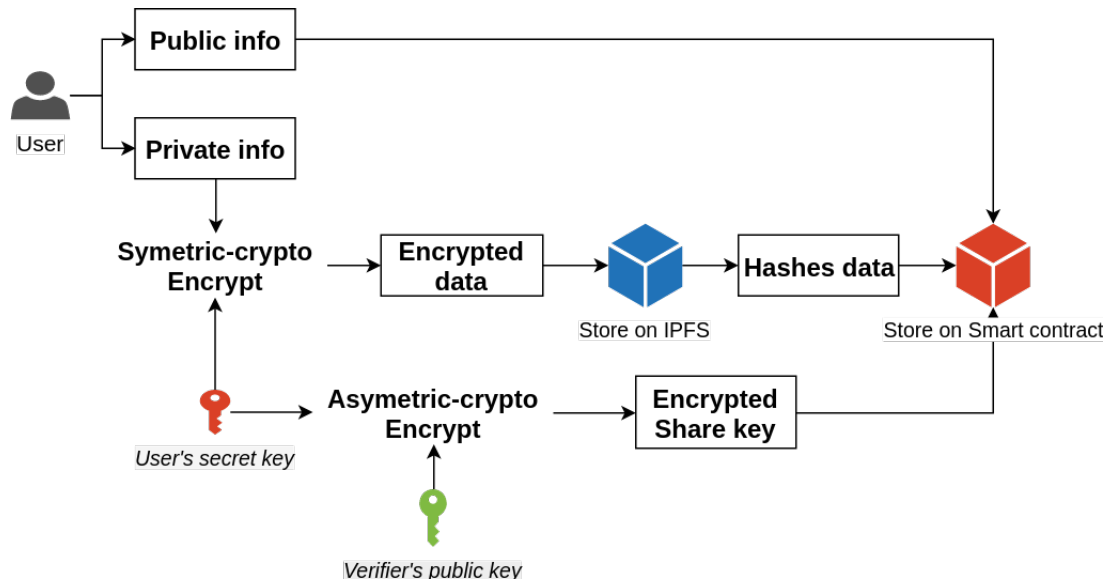 Public info
User
Private info
Symetric-crypto
Encrypt
Encrypted
data
Store on IPFS
Hashes data
Store on Smart contract
User's secret key
Asymetric-crypto
Encrypt
Encrypted
Share key
Verifier's public key